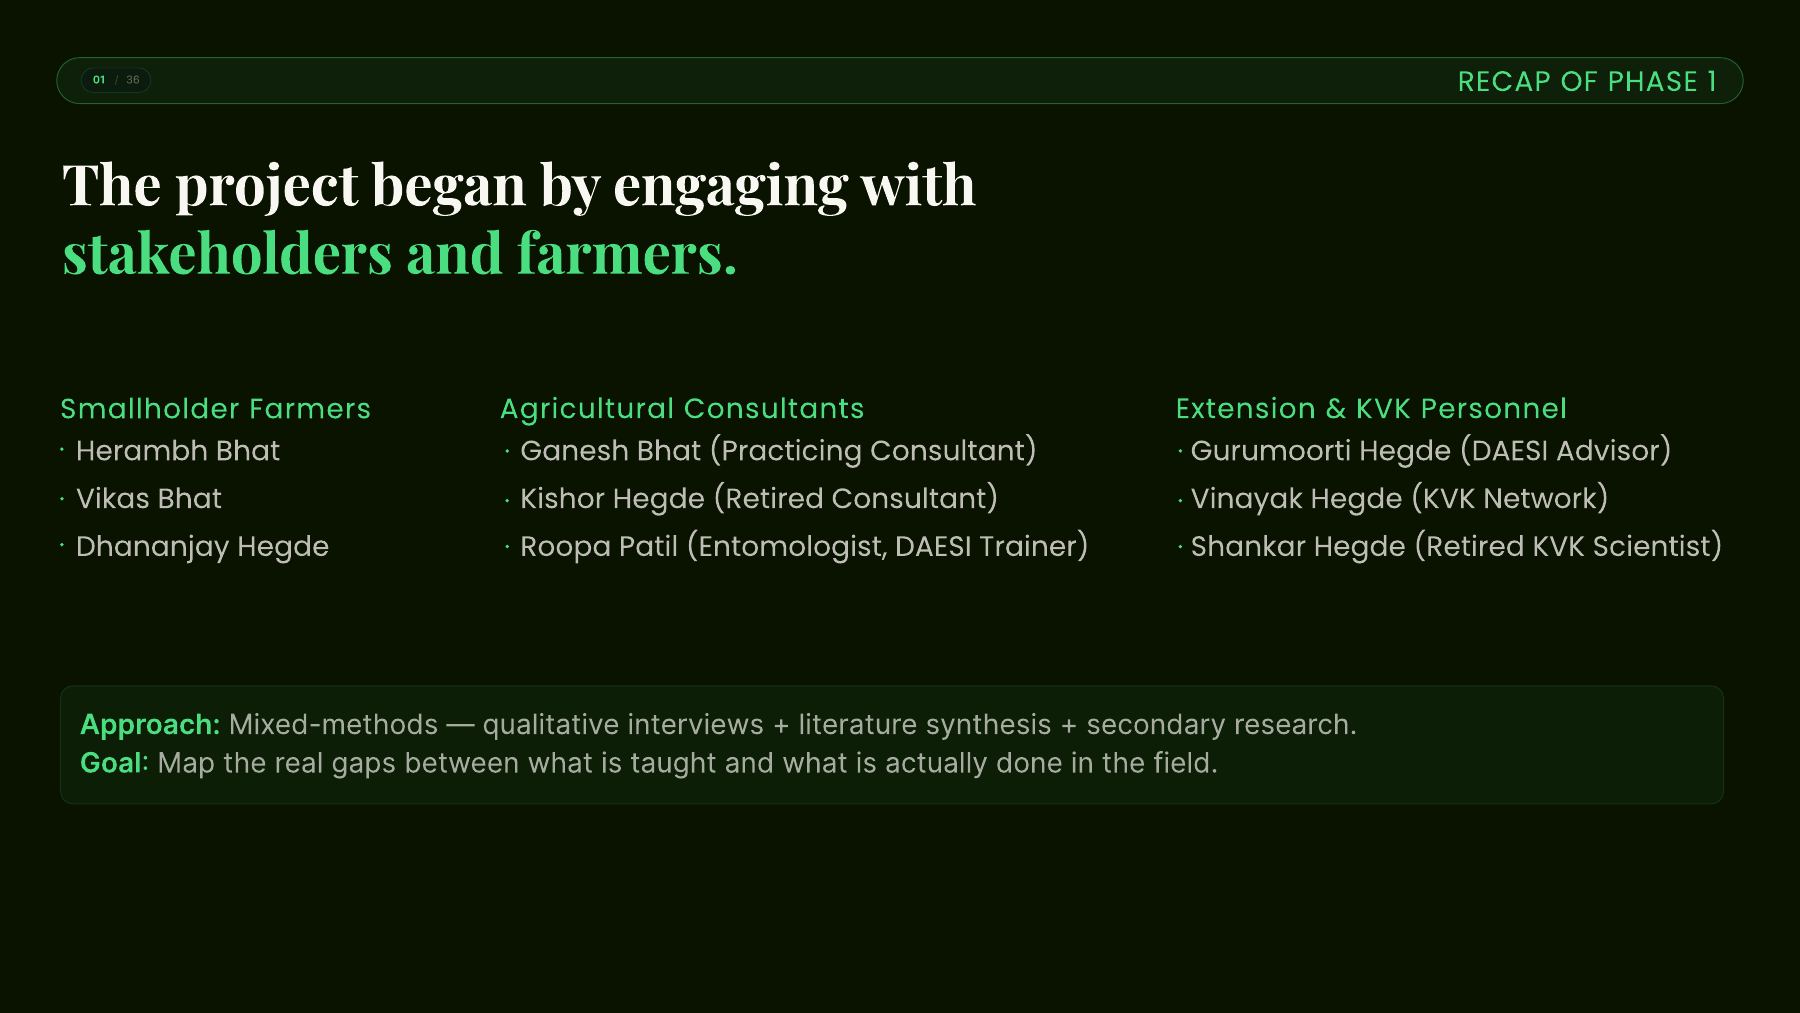 01 / 36
RECAP OF PHASE 1
The project began by engaging with
stakeholders and farmers.
Smallholder Farmers
· Herambh Bhat
· Vikas Bhat
· Dhananjay Hegde
Agricultural Consultants
· Ganesh Bhat (Practicing Consultant)
· Kishor Hegde (Retired Consultant)
· Roopa Patil (Entomologist, DAESI Trainer)
Extension & KVK Personnel
· Gurumoorti Hegde (DAESI Advisor)
· Vinayak Hegde (KVK Network)
· Shankar Hegde (Retired KVK Scientist)
Approach: Mixed-methods — qualitative interviews + literature synthesis + secondary research.
Goal: Map the real gaps between what is taught and what is actually done in the field.